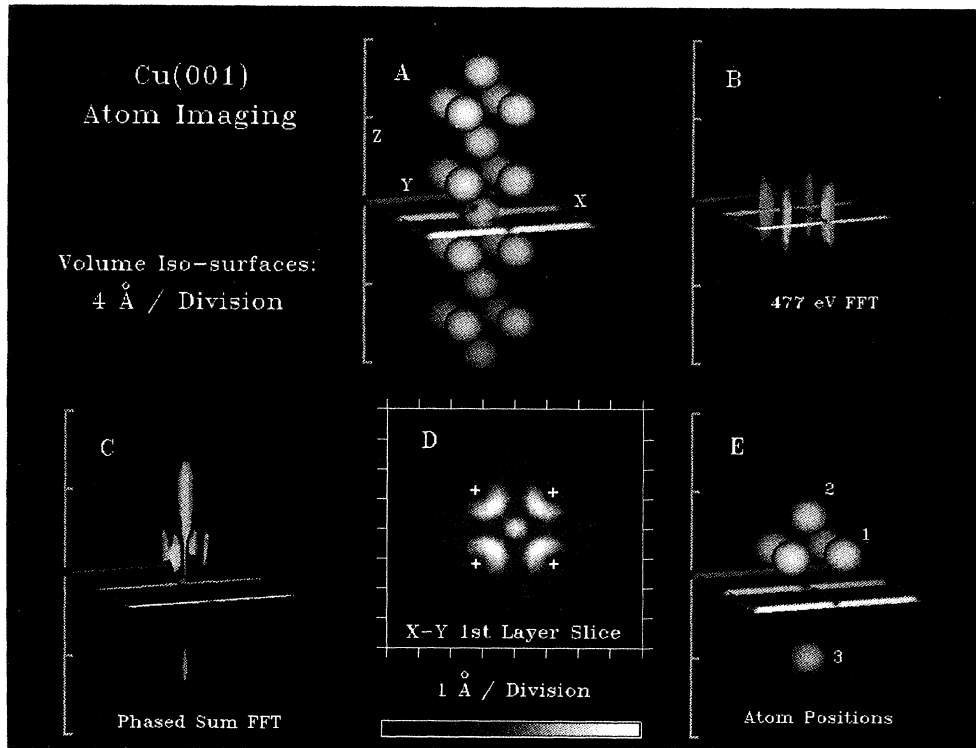 Cu(001)
Atom Imaging
Volume Iso-surfaces:
4 Å / Division
A
Z
Y
X
B
477 eV FFT
C
Phased Sum FFT
D
X-Y 1st Layer Slice
1 Å / Division
E
2
1
3
Atom Positions